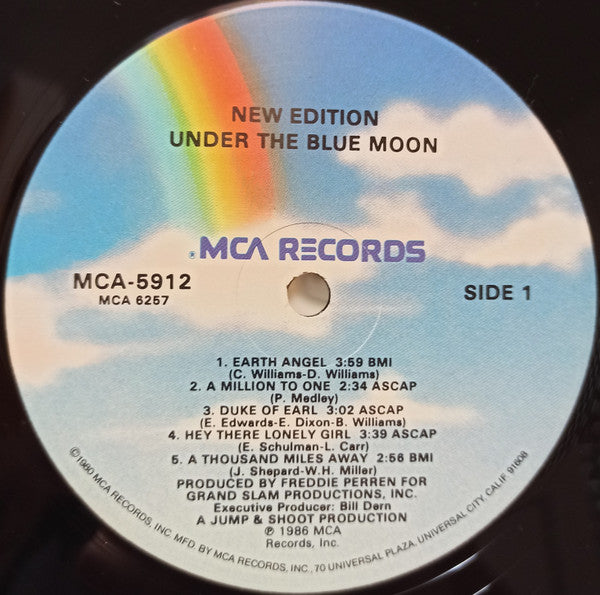 NEW EDITION
UNDER THE BLUE MOON
® MCA RECORDS
MCA-5912
MCA 6257
SIDE 1
1. EARTH ANGEL 3:59 BMI
(C. Williams-D. Williams)
2. A MILLION TO ONE 2:34 ASCAP
(P. Medley)
3. DUKE OF EARL 3:02 ASCAP
(E. Edwards-E. Dixon-B. Williams)
4. HEY THERE LONELY GIRL 3:39 ASCAP
(E. Schulman-L. Carr)
5. A THOUSAND MILES AWAY 2:56 BMI
(J. Shepard-W.H. Miller)
PRODUCED BY FREDDIE PERREN FOR
GRAND SLAM PRODUCTIONS, INC.
Executive Producer: Bill Dern
A JUMP & SHOOT PRODUCTION
℗ 1986 MCA
Records, Inc.
©1980 MCA RECORDS, INC. MFD. BY MCA RECORDS, INC., 70 UNIVERSAL PLAZA, UNIVERSAL CITY, CALIF. 91608